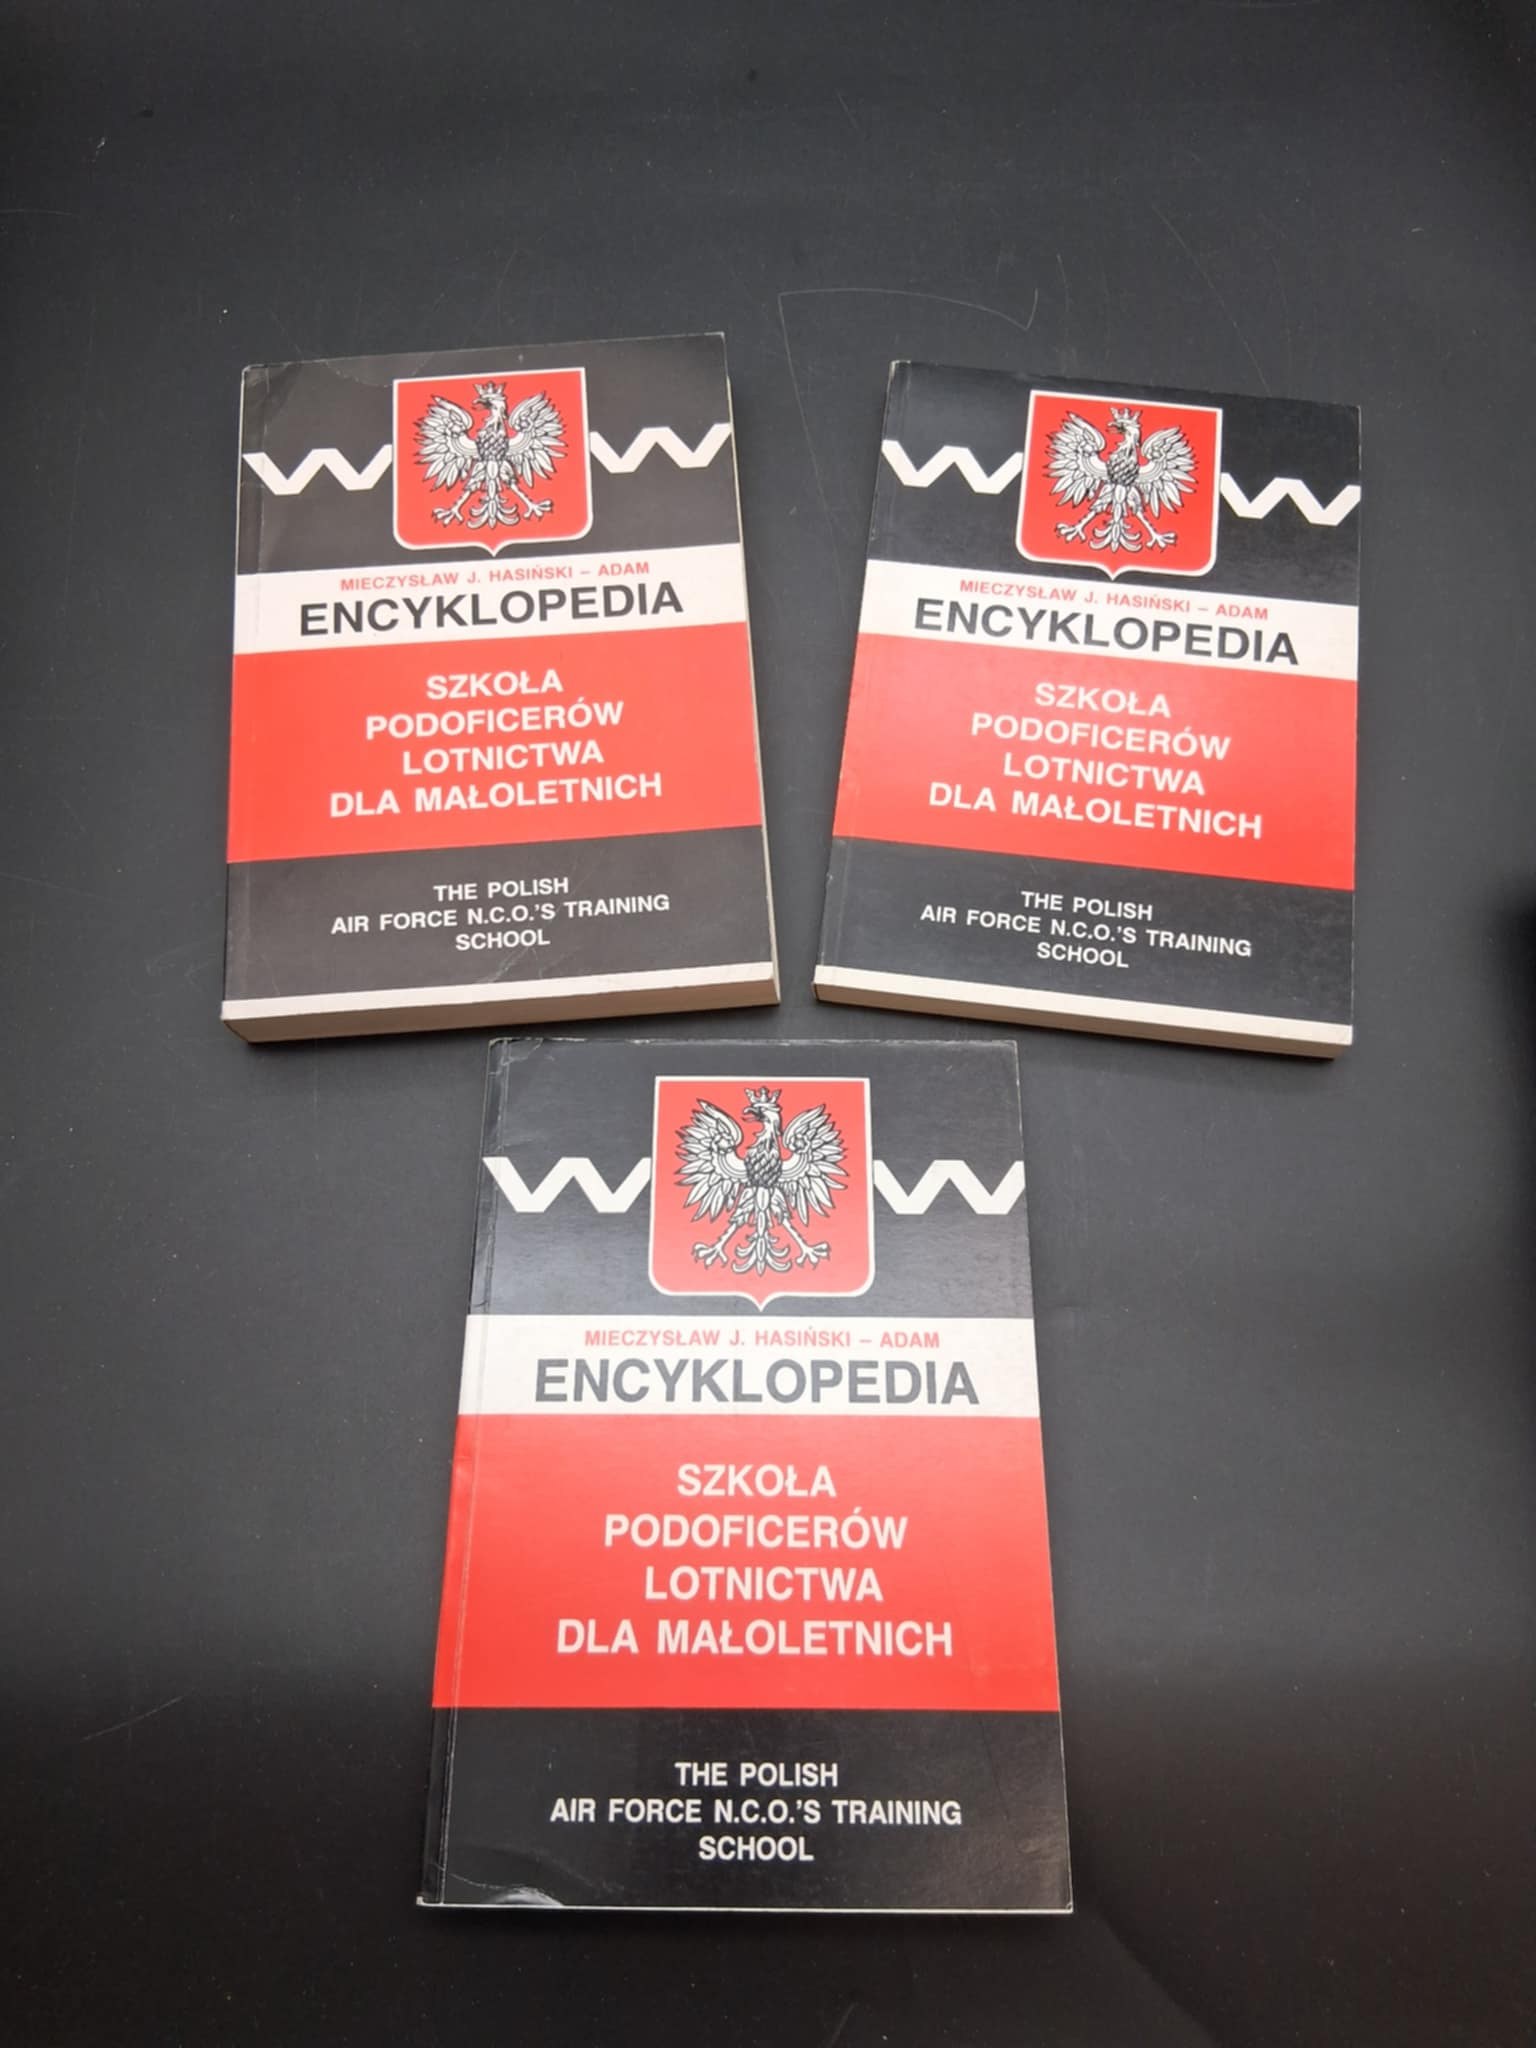 MIECZYSŁAW J. HASIŃSKI – ADAM
ENCYKLOPEDIA
SZKOŁA
PODOFICERÓW
LOTNICTWA
DLA MAŁOLETNICH
THE POLISH
AIR FORCE N.C.O.'S TRAINING
SCHOOL
MIECZYSŁAW J. HASIŃSKI – ADAM
ENCYKLOPEDIA
SZKOŁA
PODOFICERÓW
LOTNICTWA
DLA MAŁOLETNICH
THE POLISH
AIR FORCE N.C.O.'S TRAINING
SCHOOL
MIECZYSŁAW J. HASIŃSKI – ADAM
ENCYKLOPEDIA
SZKOŁA
PODOFICERÓW
LOTNICTWA
DLA MAŁOLETNICH
THE POLISH
AIR FORCE N.C.O.'S TRAINING
SCHOOL